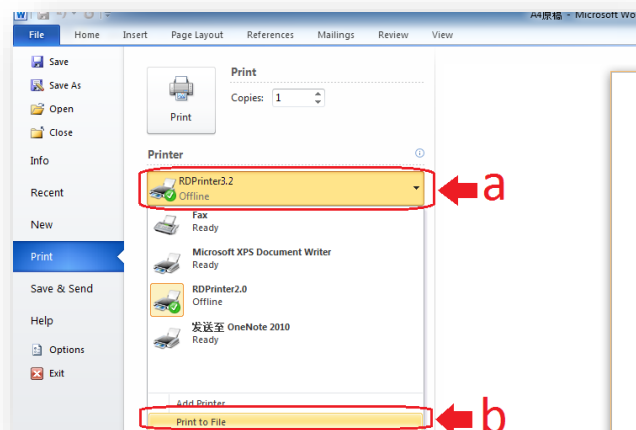 A4原稿 - Microsoft Wo
File Home Insert Page Layout References Mailings Review View
Save
Save As
Open
Close
Info
Recent
New
Print
Save & Send
Help
Options
Exit
Print
Print
Copies: 1
Printer
RDPrinter3.2
Offline
a
Fax
Ready
Microsoft XPS Document Writer
Ready
RDPrinter2.0
Offline
发送至 OneNote 2010
Ready
Add Printer
Print to File
b